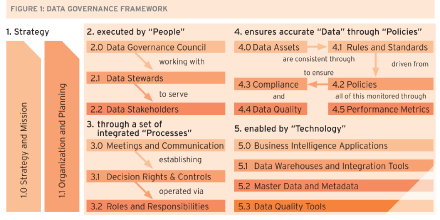 FIGURE 1: DATA GOVERNANCE FRAMEWORK
1. Strategy
1.0 Strategy and Mission
1.1 Organization and Planning
2. executed by “People”
2.0 Data Governance Council
working with
2.1 Data Stewards
to serve
2.2 Data Stakeholders
3. through a set of
integrated “Processes”
3.0 Meetings and Communication
establishing
3.1 Decision Rights & Controls
operated via
3.2 Roles and Responsibilities
4. ensures accurate “Data” through “Policies”
4.0 Data Assets
4.1 Rules and Standards
are consistent through
driven from
to ensure
4.3 Compliance
4.2 Policies
and
all of this monitored through
4.4 Data Quality
4.5 Performance Metrics
5. enabled by “Technology”
5.0 Business Intelligence Applications
5.1 Data Warehouses and Integration Tools
5.2 Master Data and Metadata
5.3 Data Quality Tools